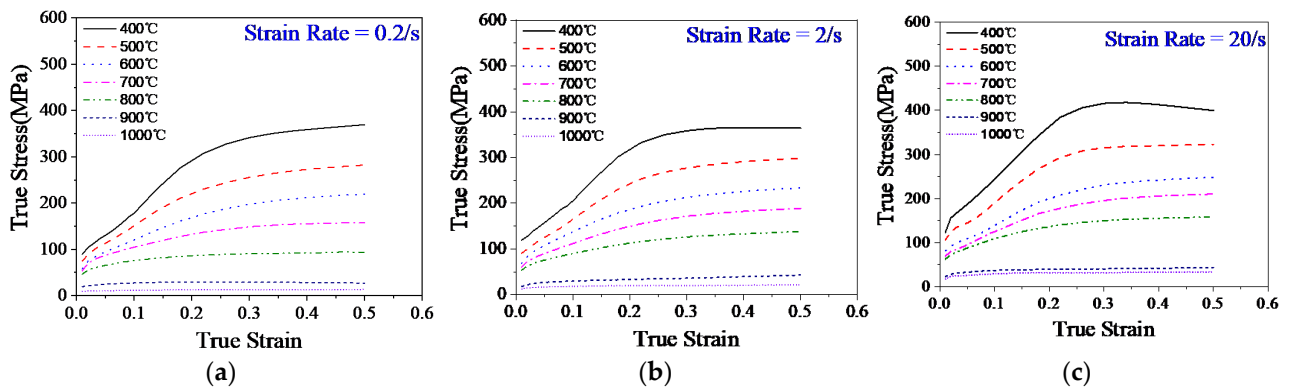 600
500
400
300
200
100
0
True Stress(MPa)
400℃
500℃
600℃
700℃
800℃
900℃
1000℃
Strain Rate = 0.2/s
0.0 0.1 0.2 0.3 0.4 0.5 0.6
True Strain
(a)
600
500
400
300
200
100
0
True Stress(MPa)
400℃
500℃
600℃
700℃
800℃
900℃
1000℃
Strain Rate = 2/s
0.0 0.1 0.2 0.3 0.4 0.5 0.6
True Strain
(b)
600
500
400
300
200
100
0
True Stress(MPa)
400℃
500℃
600℃
700℃
800℃
900℃
1000℃
Strain Rate = 20/s
0.0 0.1 0.2 0.3 0.4 0.5 0.6
True Strain
(c)